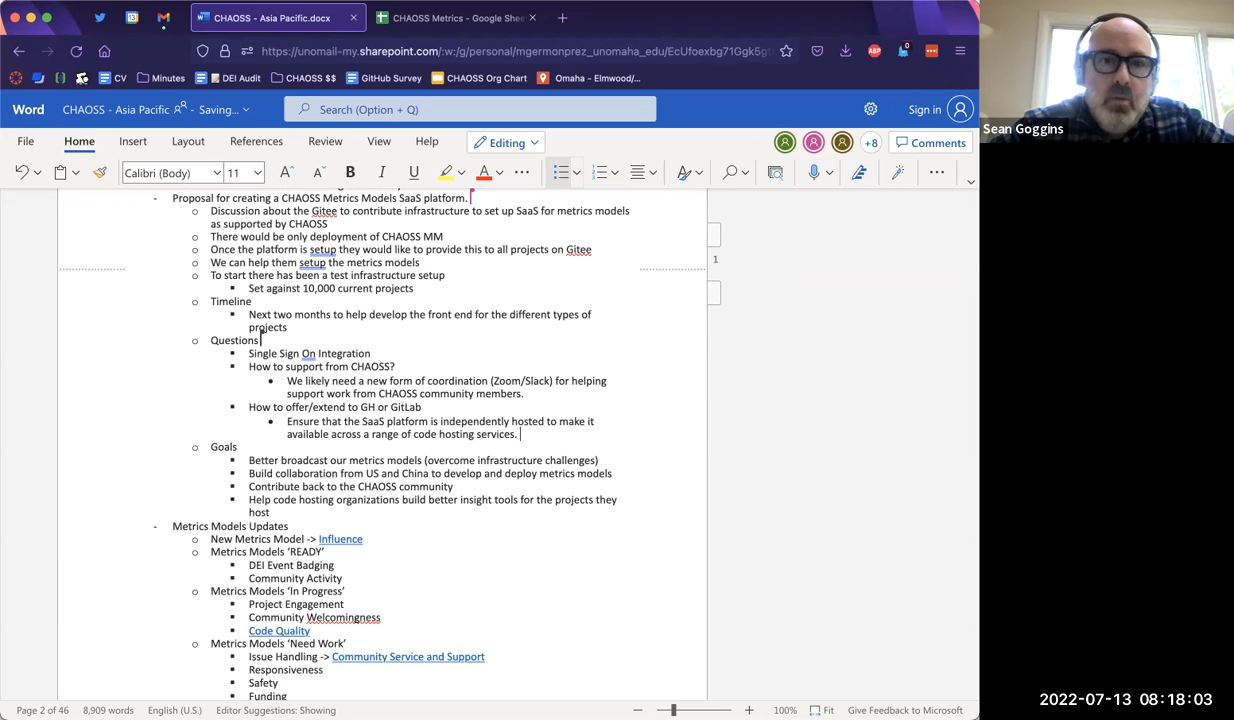 CHAOSS - Asia Pacific.docx
CHAOSS Metrics - Google Shee
https://unomail-my.sharepoint.com/:w:/g/personal/mgermonprez_unomaha_edu/EcUfoexbg71Ggk5g
ABP
0
CV
Minutes
DEI Audit
CHAOSS $$
GitHub Survey
CHAOSS Org Chart
Omaha - Elmwood/...
Word
CHAOSS - Asia Pacific
- Saving...
Search (Option + Q)
Sign in
File
Home
Insert
Layout
References
Review
View
Help
Editing
+8
Comments
Calibri (Body)
11
- Proposal for creating a CHAOSS Metrics Models SaaS platform.
o Discussion about the Gitee to contribute infrastructure to set up SaaS for metrics models
as supported by CHAOSS
o There would be only deployment of CHAOSS MM
o Once the platform is setup they would like to provide this to all projects on Gitee
o We can help them setup the metrics models
o To start there has been a test infrastructure setup
▪ Set against 10,000 current projects
o Timeline
▪ Next two months to help develop the front end for the different types of
projects
o Questions
▪ Single Sign On Integration
▪ How to support from CHAOSS?
• We likely need a new form of coordination (Zoom/Slack) for helping
support work from CHAOSS community members.
▪ How to offer/extend to GH or GitLab
• Ensure that the SaaS platform is independently hosted to make it
available across a range of code hosting services.
o Goals
▪ Better broadcast our metrics models (overcome infrastructure challenges)
▪ Build collaboration from US and China to develop and deploy metrics models
▪ Contribute back to the CHAOSS community
▪ Help code hosting organizations build better insight tools for the projects they
host
- Metrics Models Updates
o New Metric Model -> Influence
o Metrics Models ‘READY’
▪ DEI Event Badging
▪ Community Activity
o Metrics Models ‘In Progress’
▪ Project Engagement
▪ Community Welcomingness
▪ Code Quality
o Metrics Models ‘Need Work’
▪ Issue Handling -> Community Service and Support
▪ Responsiveness
▪ Safety
▪ Funding
1
Page 2 of 46
8,909 words
English (U.S.)
Editor Suggestions: Showing
100%
Fit
Give Feedback to Microsoft
Sean Goggins
2022-07-13 08:18:03